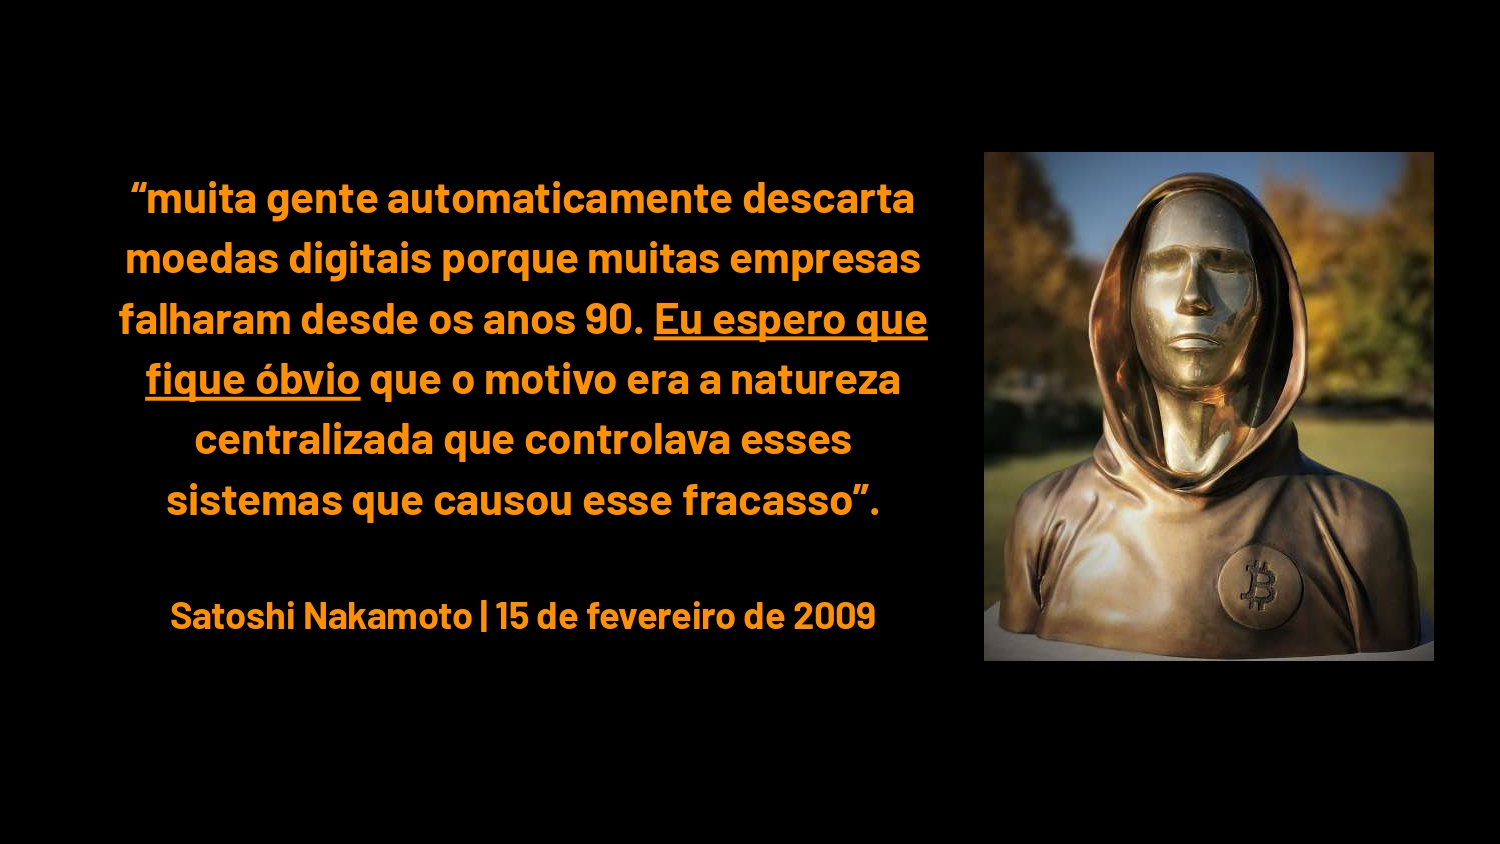 “muita gente automaticamente descarta
moedas digitais porque muitas empresas
falharam desde os anos 90. Eu espero que
fique óbvio que o motivo era a natureza
centralizada que controlava esses
sistemas que causou esse fracasso”.
Satoshi Nakamoto | 15 de fevereiro de 2009